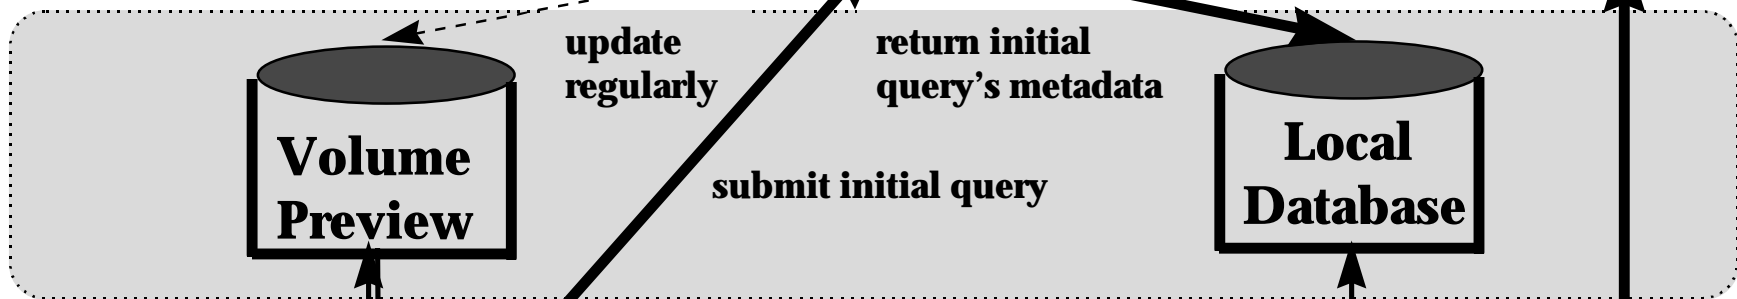 update
regularly
return initial
query's metadata
Volume
Preview
submit initial query
Local
Database